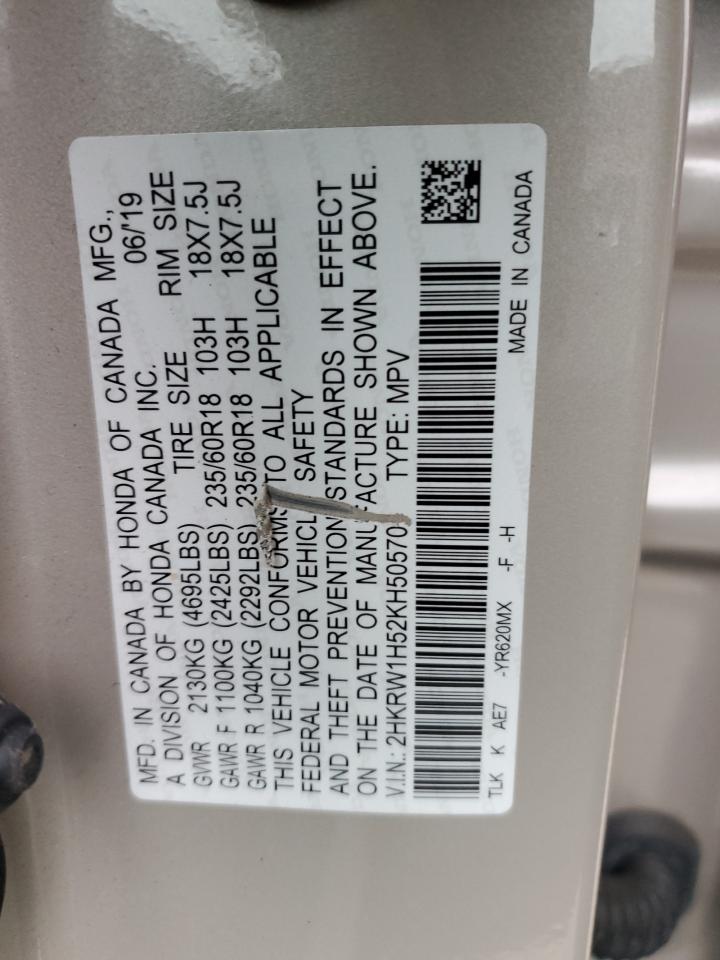 MFD. IN CANADA BY HONDA OF CANADA MFG.,
A DIVISION OF HONDA CANADA INC. 06/'19
GVWR 2130KG (4695LBS) TIRE SIZE RIM SIZE
GAWR F 1100KG (2425LBS) 235/60R18 103H 18X7.5J
GAWR R 1040KG (2292LBS) 235/60R18 103H 18X7.5J
THIS VEHICLE CONFORMS TO ALL APPLICABLE
FEDERAL MOTOR VEHICLE SAFETY
AND THEFT PREVENTION STANDARDS IN EFFECT
ON THE DATE OF MANUFACTURE SHOWN ABOVE.
V.I.N.: TYPE: MPV
TLK K AE7 -YR620MX -F -H MADE IN CANADA